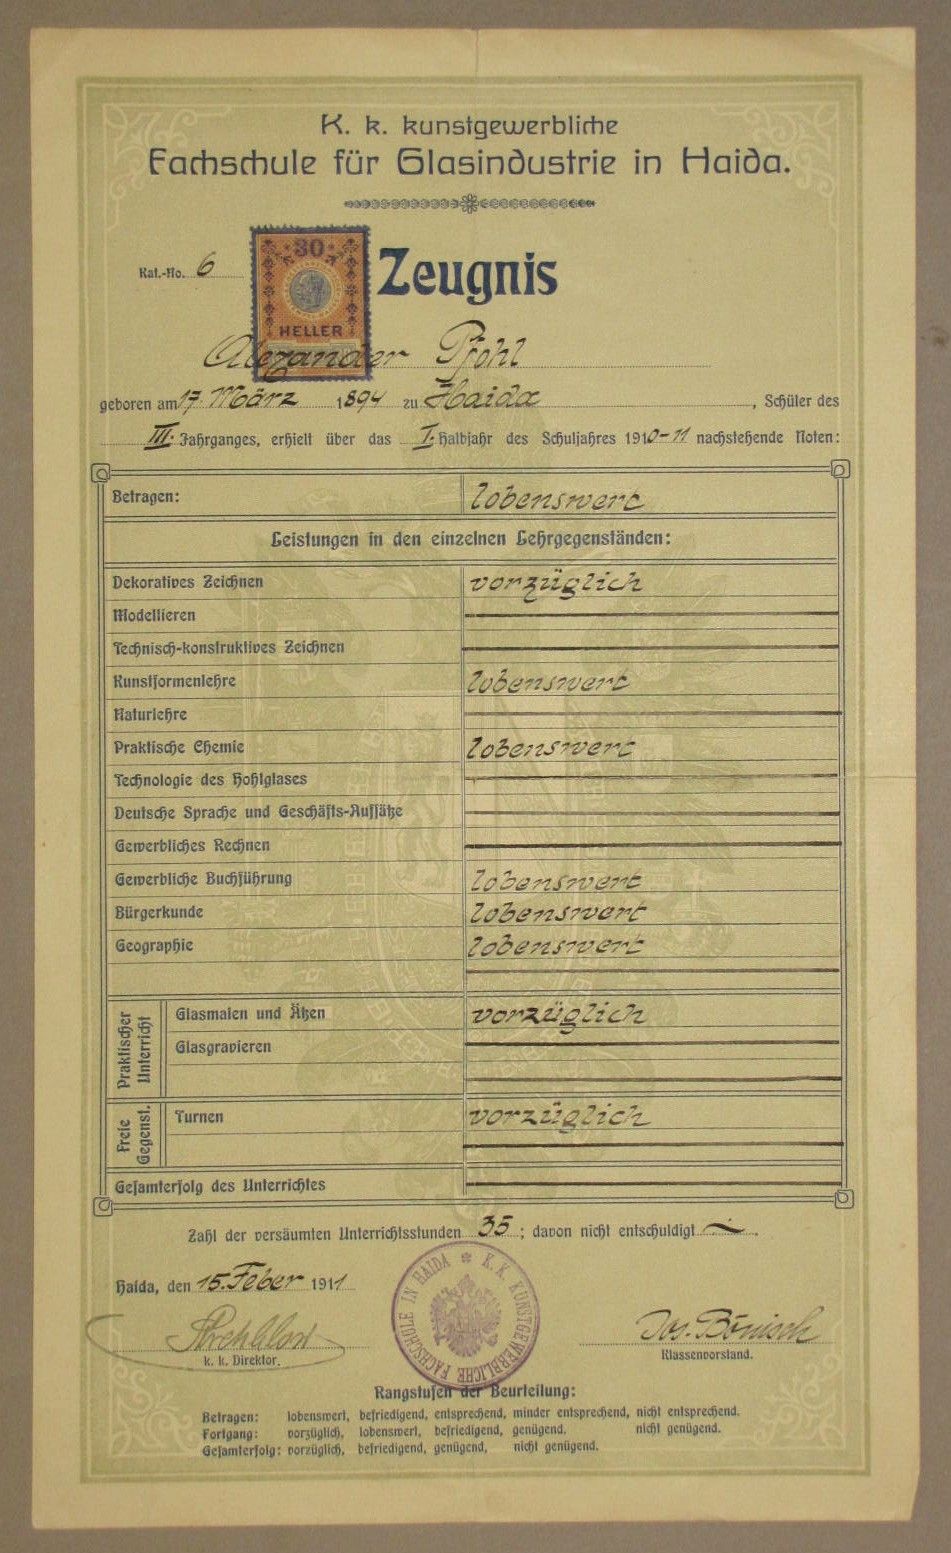 K. k. kunstgewerbliche
Fachschule für Glasindustrie in Haida.
Kat.-No. 6
30
HELLER
Zeugnis
Alexander Pfohl
geboren am 17. März 1894 zu Haida, Schüler des
III. Jahrganges, erhielt über das I. Halbjahr des Schuljahres 1910-11 nachstehende Noten:
Betragen: lobenswert
Leistungen in den einzelnen Lehrgegenständen:
Dekoratives Zeichnen vorzüglich
Modellieren
Technisch-konstruktives Zeichnen
Kunstformenlehre lobenswert
Naturlehre
Praktische Chemie lobenswert
Technologie des Hohlglases
Deutsche Sprache und Geschäfts-Aufsätze
Gewerbliches Rechnen
Gewerbliche Buchführung lobenswert
Bürgerkunde lobenswert
Geographie lobenswert
Praktischer Unterricht
Glasmalen und Ätzen vorzüglich
Glasgravieren
Freie Gegenst.
Turnen vorzüglich
Gesamterfolg des Unterrichtes
Zahl der versäumten Unterrichtsstunden 35; davon nicht entschuldigt
Haida, den 15. Feber 1911
K. K. KUNSTGEWERBLICHE FACHSCHULE IN HAIDA
k. k. Direktor.
Jos. Bönisch
Klassenvorstand.
Rangstufen der Beurteilung:
Betragen: lobenswert, befriedigend, entsprechend, minder entsprechend, nicht entsprechend.
Fortgang: vorzüglich, lobenswert, befriedigend, genügend. nicht genügend.
Gesamterfolg: vorzüglich, befriedigend, genügend, nicht genügend.